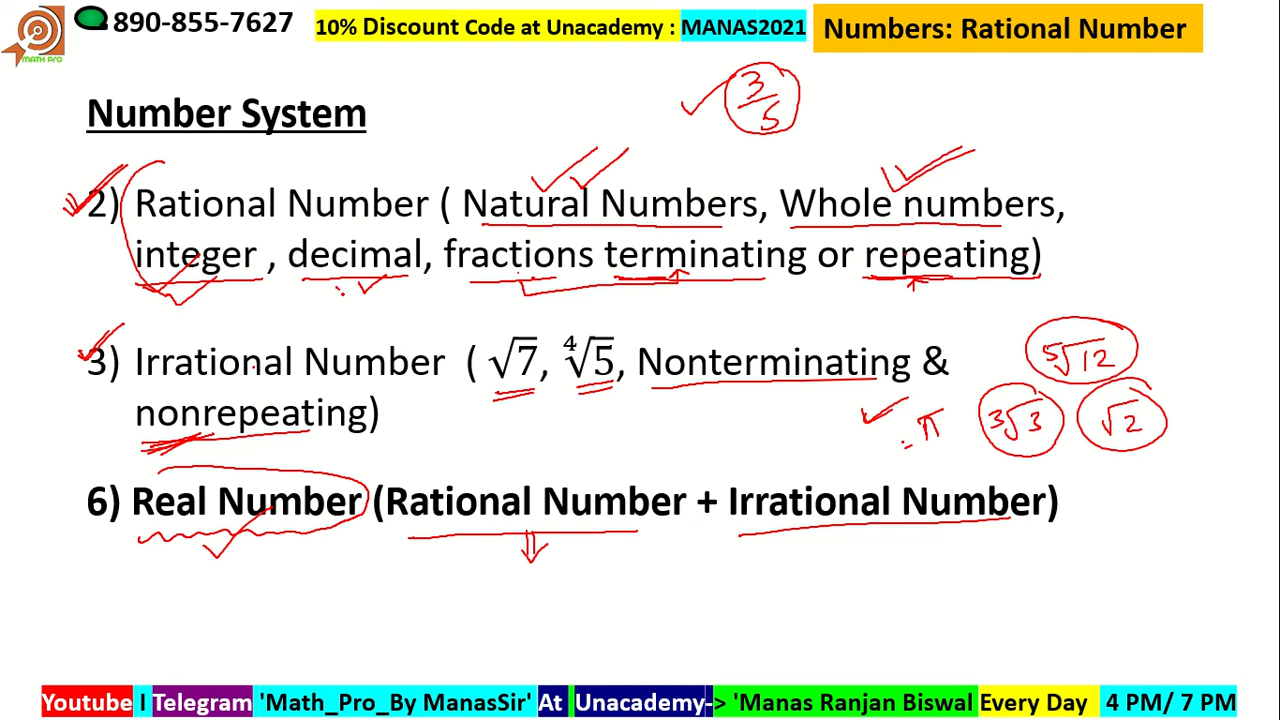 MATH PRO
890-855-7627
10% Discount Code at Unacademy : MANAS2021
Numbers: Rational Number
3/5
Number System
2) Rational Number ( Natural Numbers, Whole numbers,
integer , decimal, fractions terminating or repeating)
3) Irrational Number ( √7, ∜5, Nonterminating &
nonrepeating)
⁵√12
π ³√3 √2
6) Real Number (Rational Number + Irrational Number)
Youtube I Telegram 'Math_Pro_By ManasSir' At Unacademy-> 'Manas Ranjan Biswal Every Day 4 PM/ 7 PM